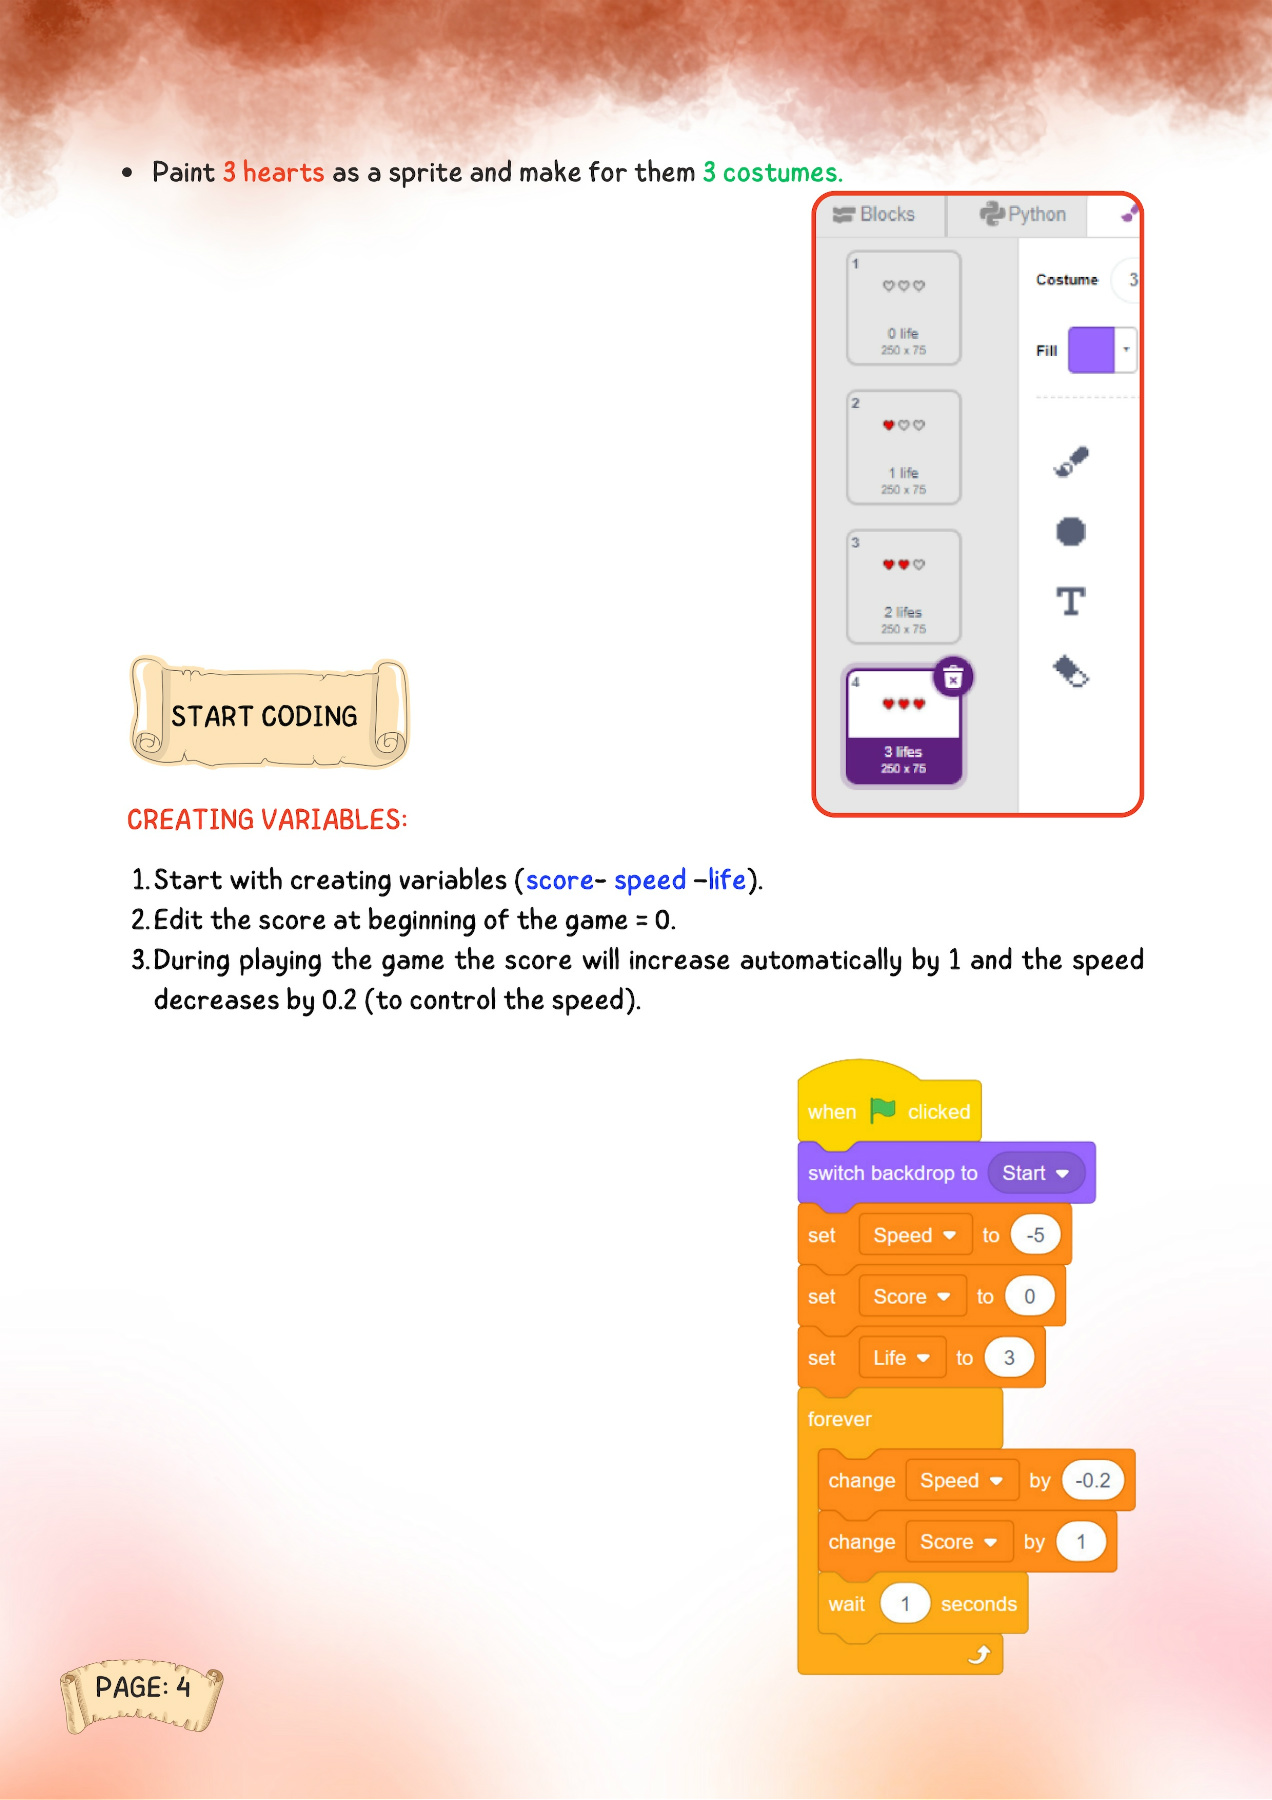 • Paint 3 hearts as a sprite and make for them 3 costumes.
Blocks Python
1
0 life
250 x 75
2
1 life
250 x 75
3
2 lifes
250 x 75
4
3 lifes
250 x 75
Costume 3
Fill
T
START CODING
CREATING VARIABLES:
1. Start with creating variables (score- speed –life).
2. Edit the score at beginning of the game = 0.
3. During playing the game the score will increase automatically by 1 and the speed
decreases by 0.2 (to control the speed).
when clicked
switch backdrop to Start
set Speed to -5
set Score to 0
set Life to 3
forever
change Speed by -0.2
change Score by 1
wait 1 seconds
PAGE: 4